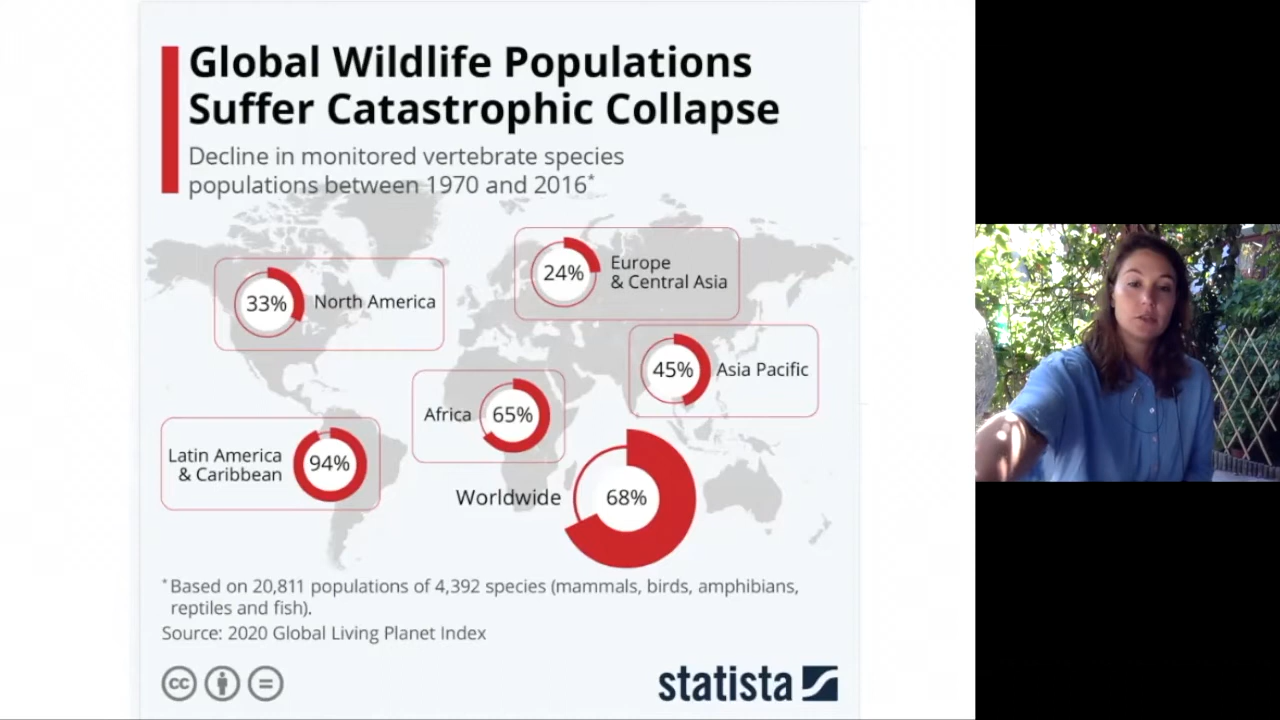 Global Wildlife Populations
Suffer Catastrophic Collapse
Decline in monitored vertebrate species
populations between 1970 and 2016*
24%
Europe
& Central Asia
33%
North America
45%
Asia Pacific
Africa
65%
Latin America
& Caribbean
94%
Worldwide
68%
*Based on 20,811 populations of 4,392 species (mammals, birds, amphibians,
reptiles and fish).
Source: 2020 Global Living Planet Index
cc
statista